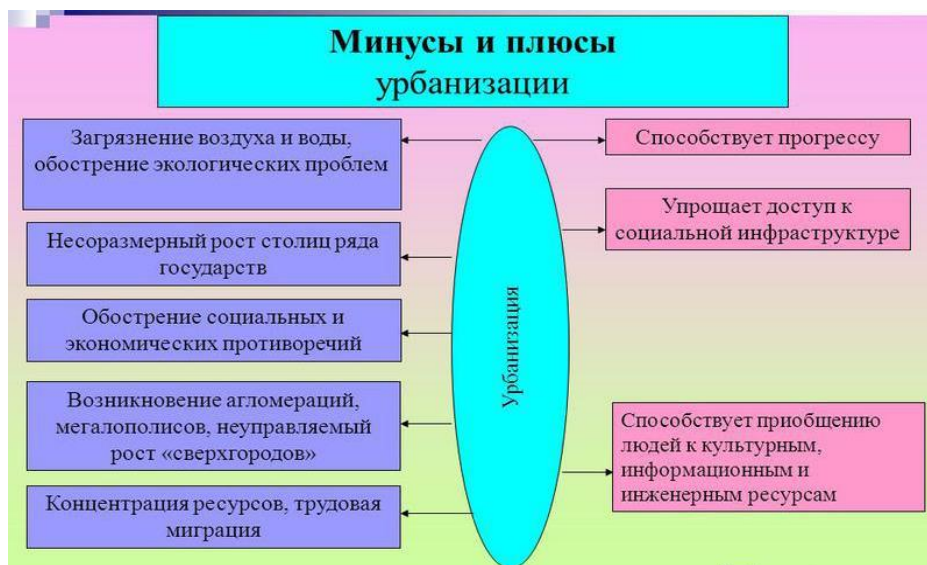 Минусы и плюсы
урбанизации
Загрязнение воздуха и воды,
обострение экологических проблем
Несоразмерный рост столиц ряда
государств
Обострение социальных и
экономических противоречий
Возникновение агломераций,
мегалополисов, неуправляемый
рост «сверхгородов»
Концентрация ресурсов, трудовая
миграция
Урбанизация
Способствует прогрессу
Упрощает доступ к
социальной инфраструктуре
Способствует приобщению
людей к культурным,
информационным и
инженерным ресурсам